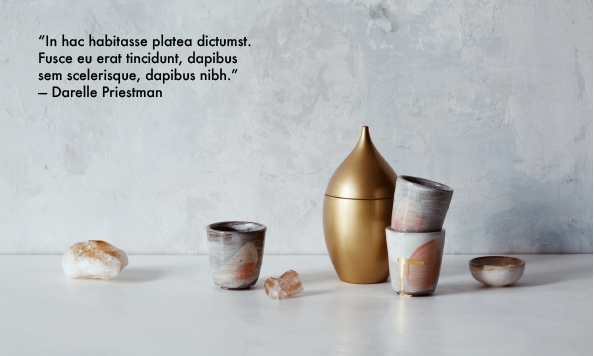 “In hac habitasse platea dictumst.
Fusce eu erat tincidunt, dapibus
sem scelerisque, dapibus nibh.”
— Darelle Priestman